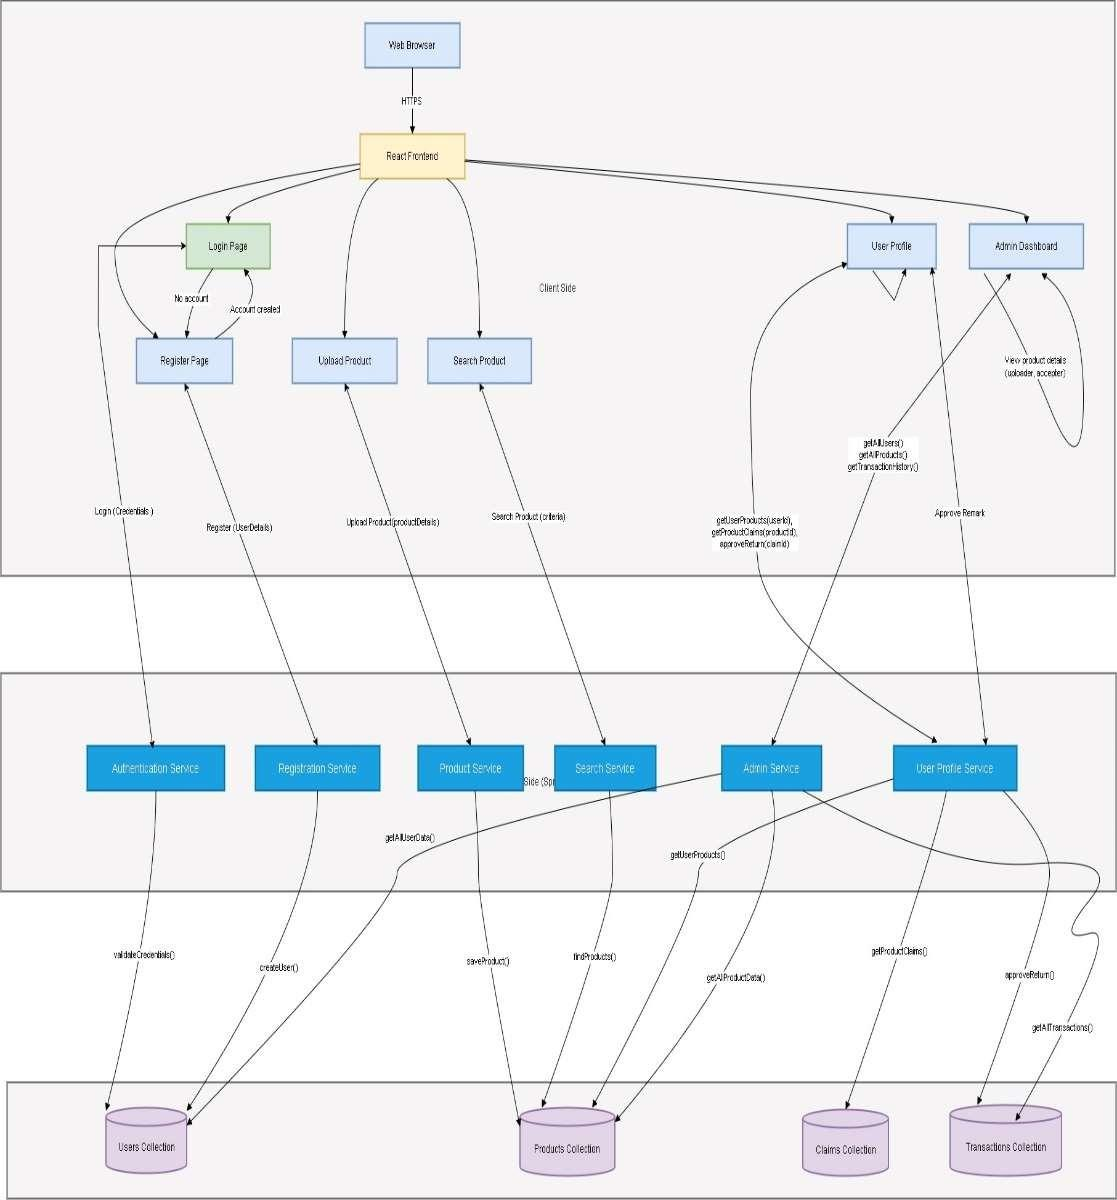 Web Browser
HTTPS
React Frontend
Login Page
User Profile
Admin Dashboard
Client Side
No account
Account created
Register Page
Upload Product
Search Product
View product details
(uploader, accepter)
getAllUsers()
getAllProducts()
getTransactionHistory()
Login (Credentials )
Register (UserDetails)
Upload Product(productDetails)
Search Product (criteria)
getUserProducts(userId),
getProductClaims(productId),
approveReturn(claimId)
Approve Remark
Authentication Service
Registration Service
Product Service
Side (Spr
Search Service
Admin Service
User Profile Service
getAllUserData()
getUserProducts()
validateCredentials()
createUser()
saveProduct()
findProducts()
getAllProductData()
getProductClaims()
approveReturn()
getAllTransactions()
Users Collection
Products Collection
Claims Collection
Transactions Collection